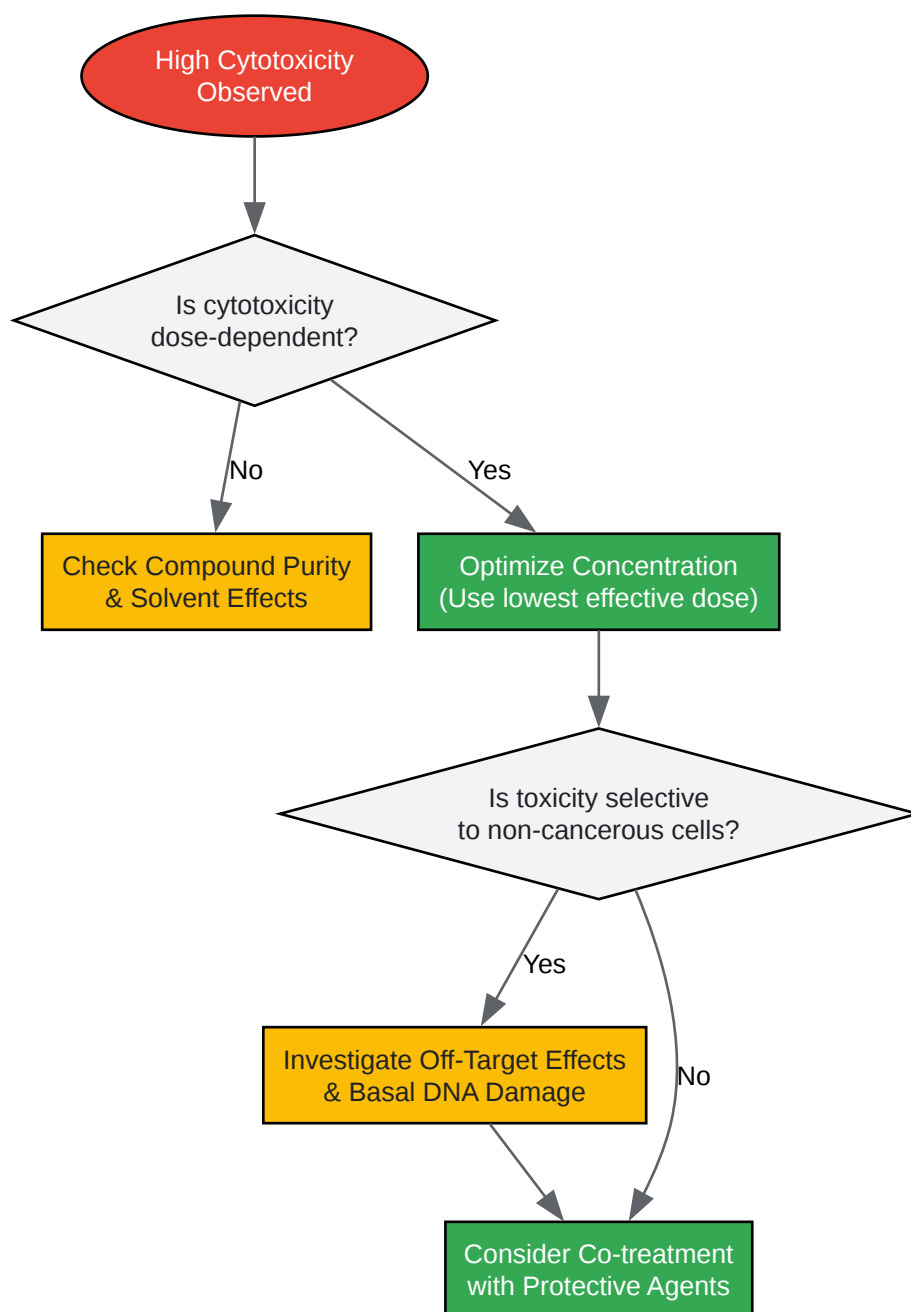 High Cytotoxicity
Observed
Is cytotoxicity
dose-dependent?
No
Yes
Check Compound Purity
& Solvent Effects
Optimize Concentration
(Use lowest effective dose)
Is toxicity selective
to non-cancerous cells?
Yes
Investigate Off-Target Effects
& Basal DNA Damage
No
Consider Co-treatment
with Protective Agents